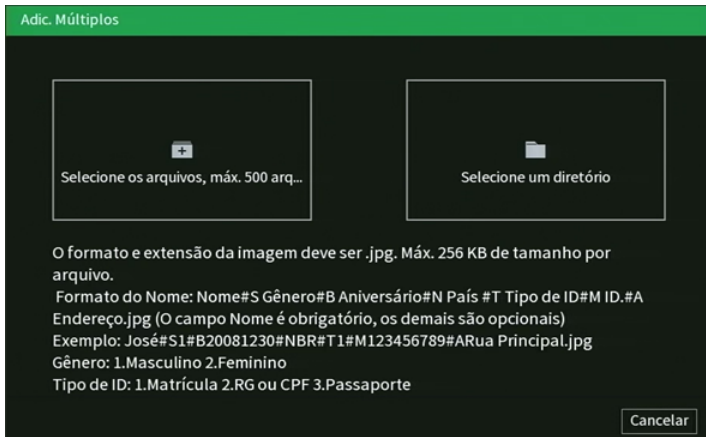 Adic. Múltiplos
Selecione os arquivos, máx. 500 arq...
Selecione um diretório
O formato e extensão da imagem deve ser .jpg. Máx. 256 KB de tamanho por
arquivo.
Formato do Nome: Nome#S Gênero#B Aniversário#N País #T Tipo de ID#M ID.#A
Endereço.jpg (O campo Nome é obrigatório, os demais são opcionais)
Exemplo: José#S1#B20081230#NBR#T1#M123456789#ARua Principal.jpg
Gênero: 1.Masculino 2.Feminino
Tipo de ID: 1.Matrícula 2.RG ou CPF 3.Passaporte
Cancelar